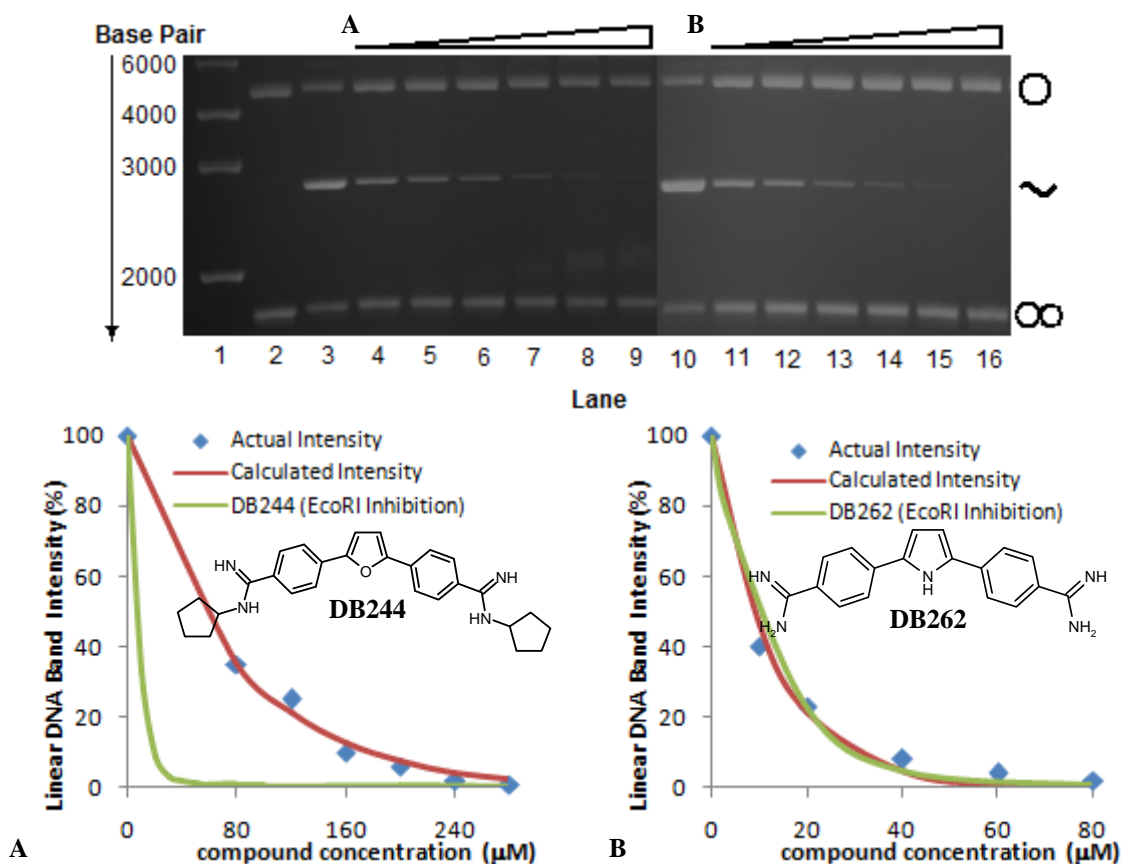 A B
Base Pair
6000
4000
3000
2000
1 2 3 4 5 6 7 8 9 10 11 12 13 14 15 16
Lane
Linear DNA Band Intensity (%)
100
80
60
40
20
0
0 80 160 240
compound concentration (µM)
Actual Intensity
Calculated Intensity
DB244 (EcoRI Inhibition)
HN
NH
O
NH
HN
DB244
A
Linear DNA Band Intensity (%)
100
80
60
40
20
0
0 20 40 60 80
compound concentration (µM)
Actual Intensity
Calculated Intensity
DB262 (EcoRI Inhibition)
HN
H2N
N
H
NH
NH2
DB262
B